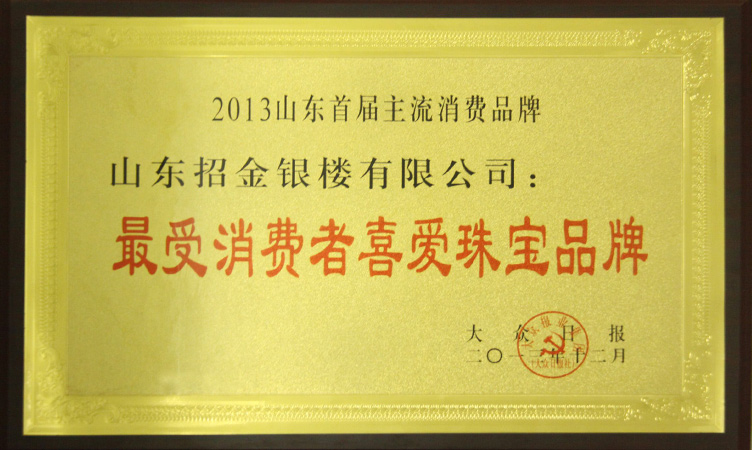 2013山东首届主流消费品牌
山东招金银楼有限公司：
最受消费者喜爱珠宝品牌
大众日报
二〇一三年十二月